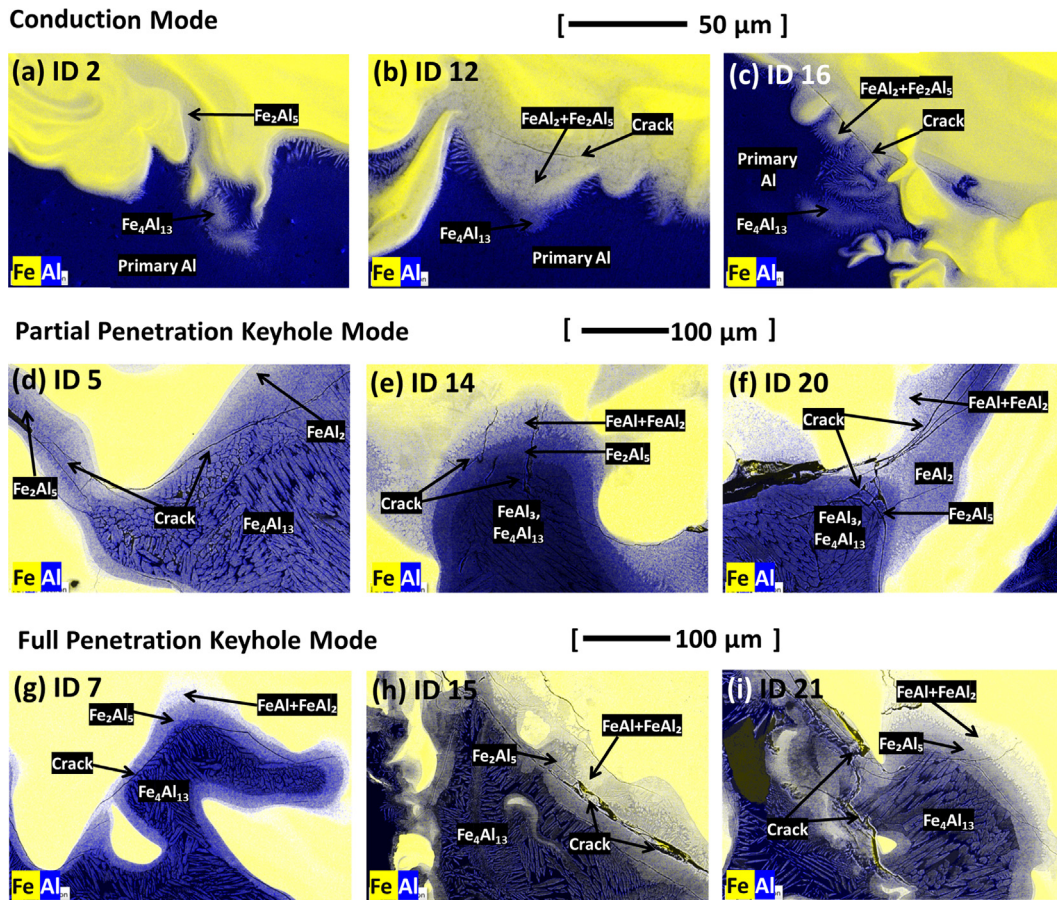 Conduction Mode
[ 50 μm ]
(a) ID 2
Fe₂Al₅
Fe₄Al₁₃
Primary Al
Fe Al
(b) ID 12
FeAl₂+Fe₂Al₅
Crack
Fe₄Al₁₃
Primary Al
Fe Al
(c) ID 16
FeAl₂+Fe₂Al₅
Crack
Primary
Al
Fe₄Al₁₃
Fe Al
Partial Penetration Keyhole Mode
[ 100 μm ]
(d) ID 5
FeAl₂
Fe₂Al₅
Crack
Fe₄Al₁₃
Fe Al
(e) ID 14
FeAl+FeAl₂
Fe₂Al₅
Crack
FeAl₃,
Fe₄Al₁₃
Fe Al
(f) ID 20
FeAl+FeAl₂
Crack
FeAl₂
FeAl₃,
Fe₄Al₁₃
Fe₂Al₅
Fe Al
Full Penetration Keyhole Mode
[ 100 μm ]
(g) ID 7
FeAl+FeAl₂
Fe₂Al₅
Crack
Fe₄Al₁₃
Fe Al
(h) ID 15
FeAl+FeAl₂
Fe₂Al₅
Fe₄Al₁₃
Crack
Fe Al
(i) ID 21
FeAl+FeAl₂
Fe₂Al₅
Crack
Fe₄Al₁₃
Fe Al